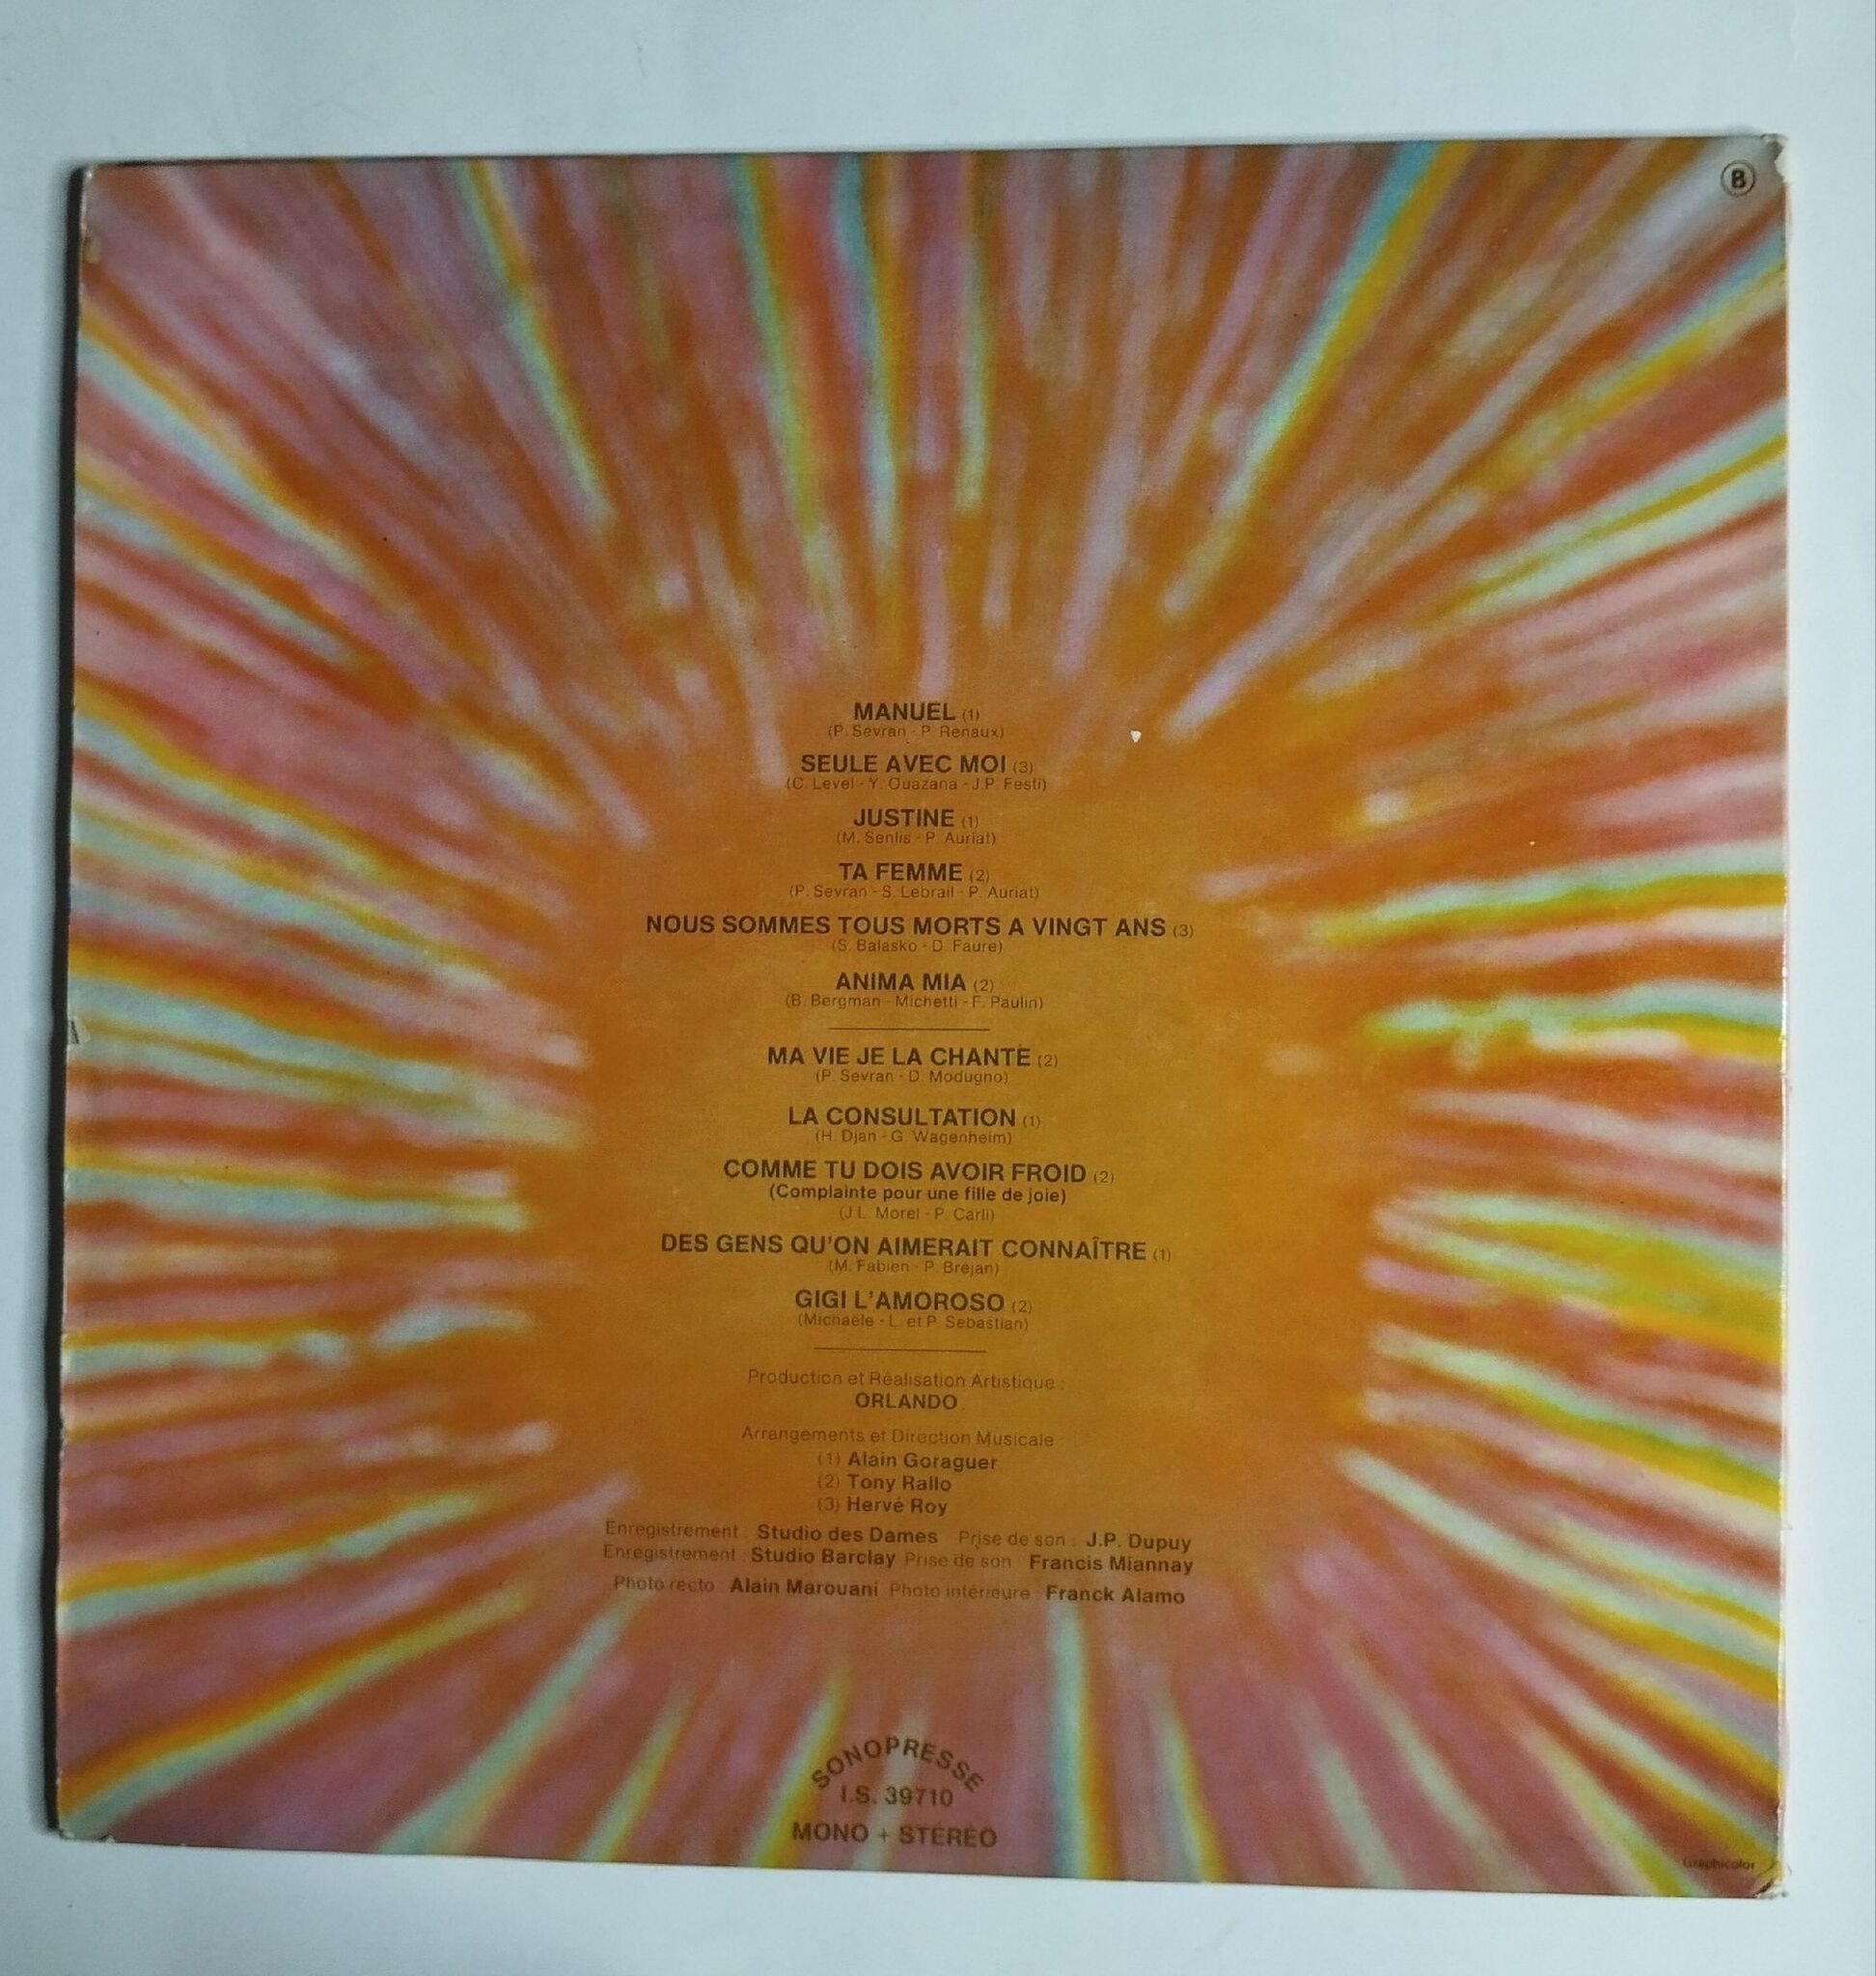 B
MANUEL (1)
(P. Sevran - P. Renaux)
SEULE AVEC MOI (3)
(C. Level - Y. Ouazana - J.P. Festi)
JUSTINE (1)
(M. Senlis - P. Auriat)
TA FEMME (2)
(P. Sevran - S. Lebrail - P. Auriat)
NOUS SOMMES TOUS MORTS A VINGT ANS (3)
(S. Balasko - D. Faure)
ANIMA MIA (2)
(B. Bergman - Michetti - F. Paulin)
MA VIE JE LA CHANTE (2)
(P. Sevran - D. Modugno)
LA CONSULTATION (1)
(H. Djan - G. Wagenheim)
COMME TU DOIS AVOIR FROID (2)
(Complainte pour une fille de joie)
(J.L. Morel - P. Carli)
DES GENS QU'ON AIMERAIT CONNAÎTRE (1)
(M. Fabien - P. Bréjan)
GIGI L'AMOROSO (2)
(Michaële - L. et P. Sebastian)
Production et Réalisation Artistique :
ORLANDO
Arrangements et Direction Musicale
(1) Alain Goraguer
(2) Tony Rallo
(3) Hervé Roy
Enregistrement : Studio des Dames Prise de son : J.P. Dupuy
Enregistrement : Studio Barclay Prise de son : Francis Miannay
Photo recto : Alain Marouani Photo intérieure : Franck Alamo
SONOPRESSE
I.S. 39710
MONO + STÉRÉO
Graphicolor